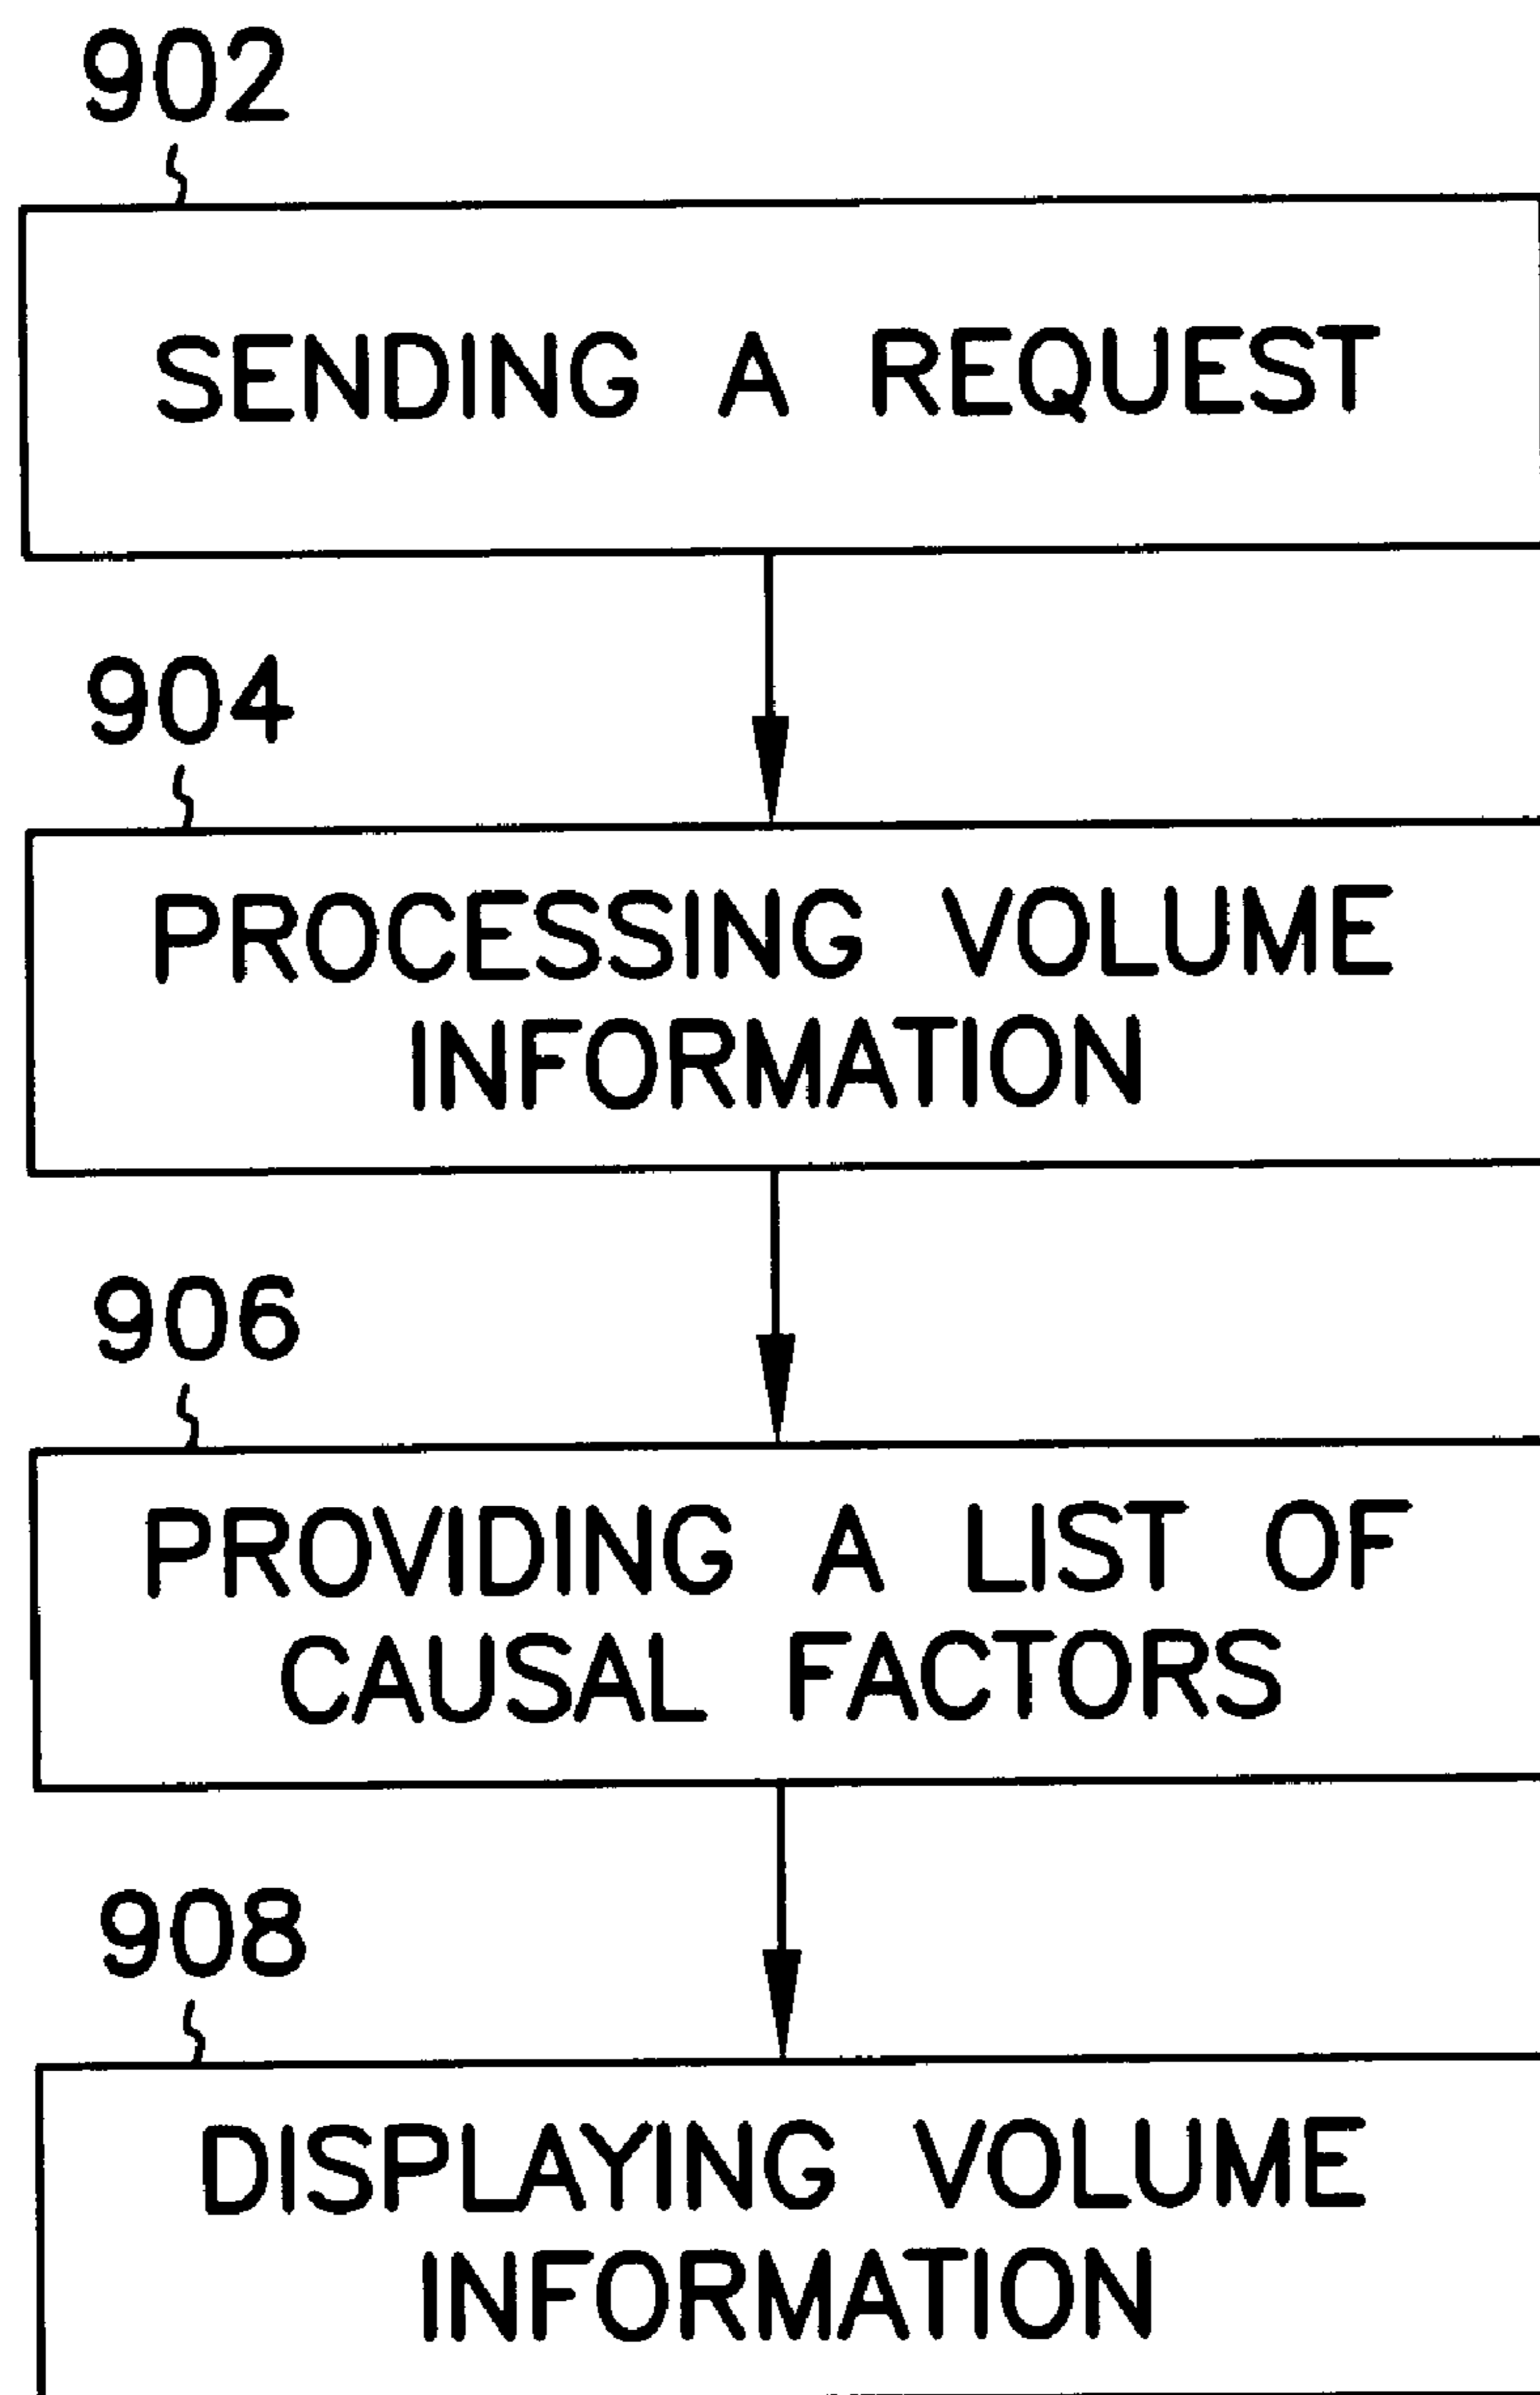 902
SENDING A REQUEST
904
PROCESSING VOLUME
INFORMATION
906
PROVIDING A LIST OF
CAUSAL FACTORS
908
DISPLAYING VOLUME
INFORMATION